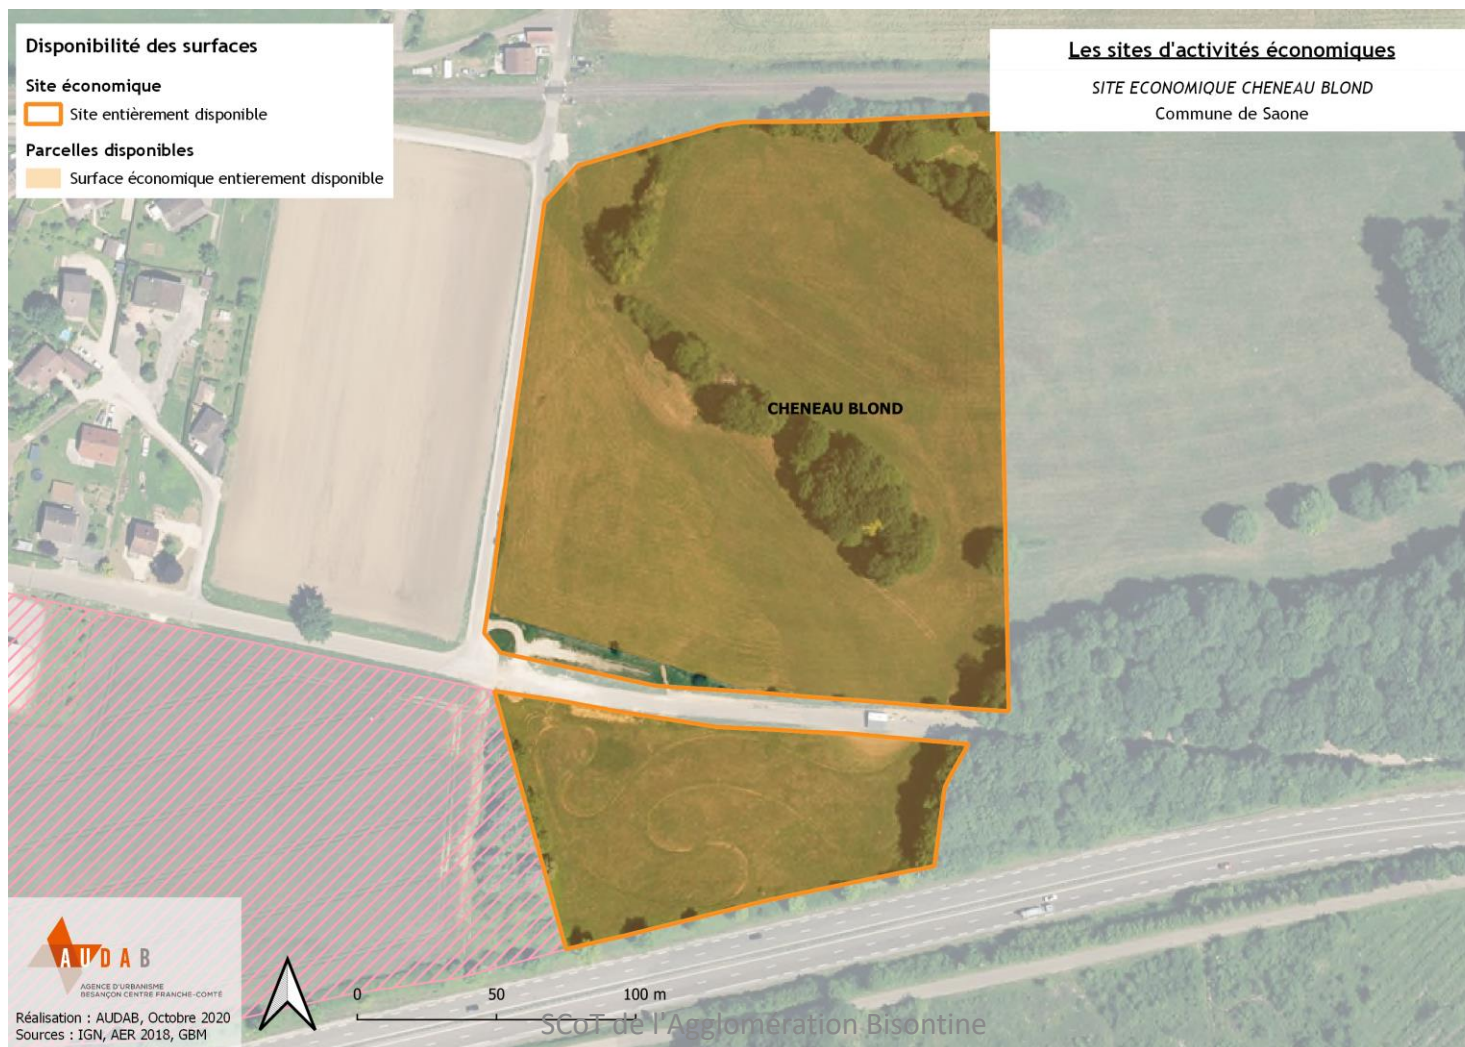 Disponibilité des surfaces
Site économique
Site entièrement disponible
Parcelles disponibles
Surface économique entierement disponible
Les sites d'activités économiques
SITE ECONOMIQUE CHENEAU BLOND
Commune de Saone
CHENEAU BLOND
AUDAB
AGENCE D'URBANISME
BESANÇON CENTRE FRANCHE-COMTÉ
Réalisation : AUDAB, Octobre 2020
Sources : IGN, AER 2018, GBM
0 50 100 m
SCoT de l'Agglomération Bisontine